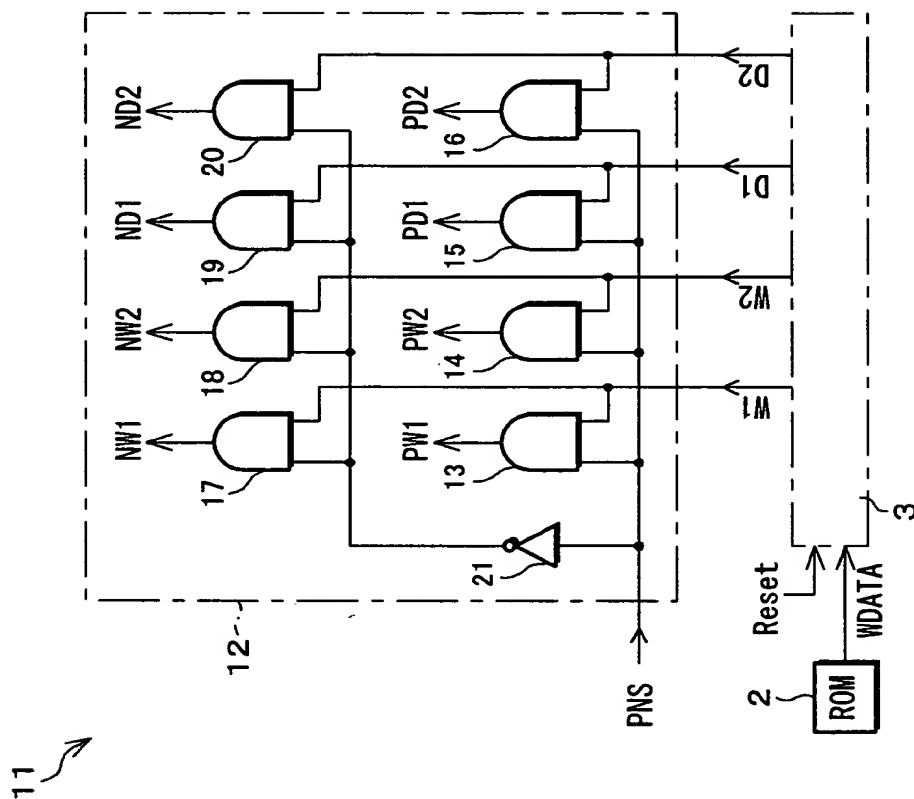 11
12
NW1 NW2 ND1 ND2
17 18 19 20
PW1 PW2 PD1 PD2
13 14 15 16
21
PNS
W1 W2 D1 D2
Reset
WDATA
2 ROM
3